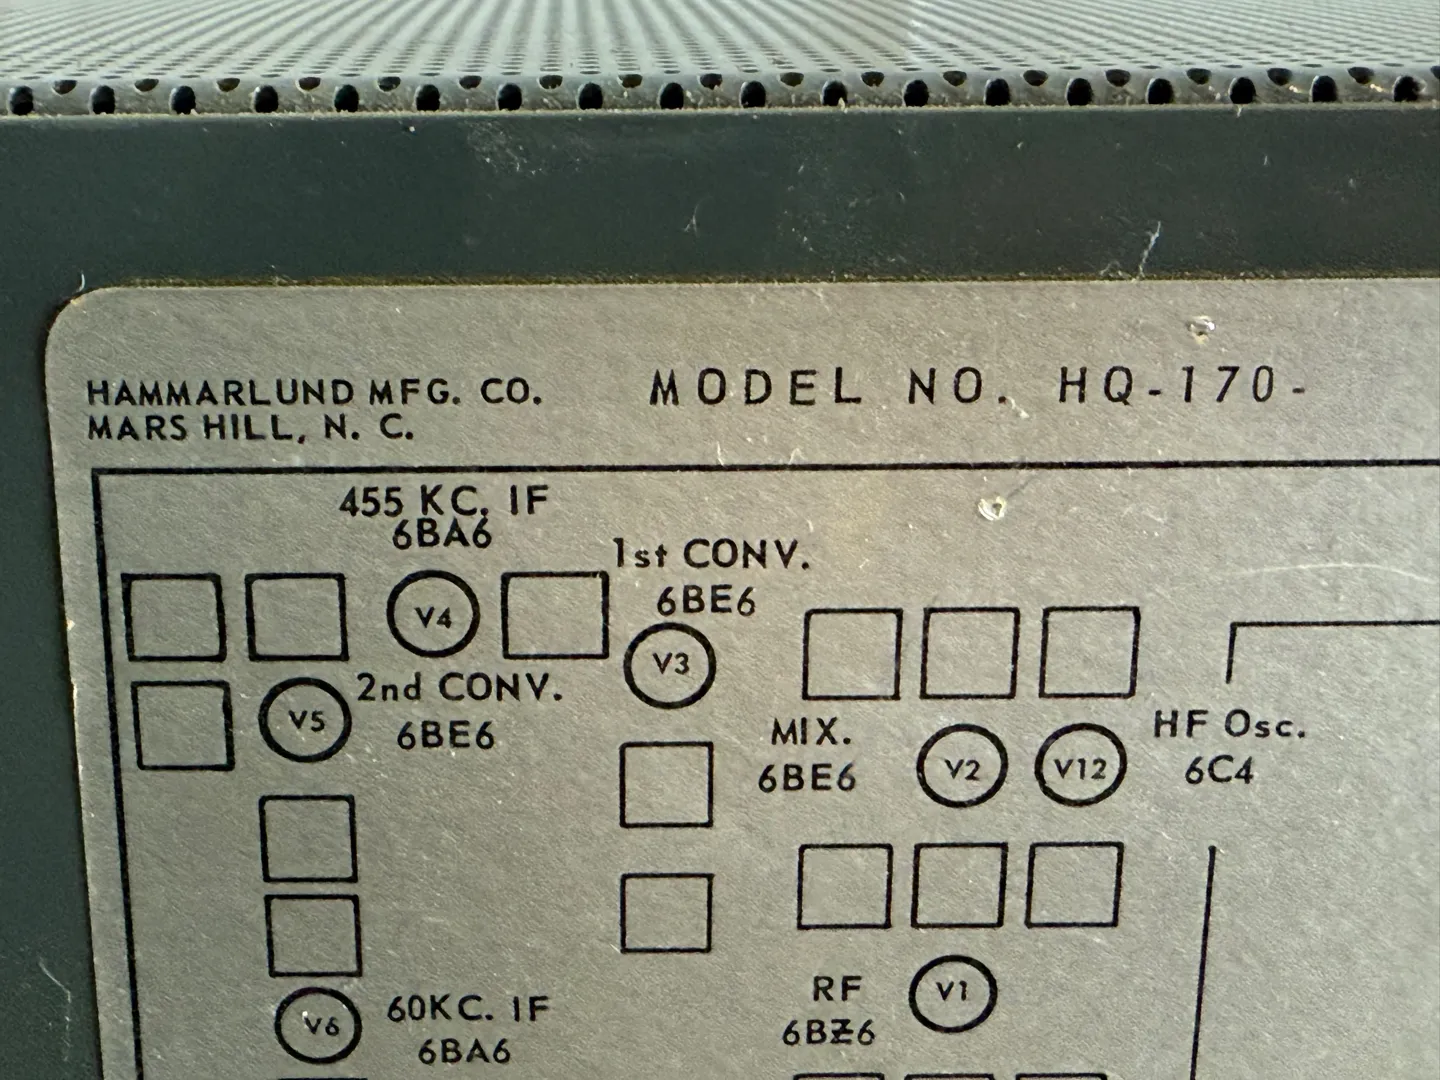 HAMMARLUND MFG. CO.
MARS HILL, N. C.
MODEL NO. HQ-170-
455 KC. IF
6BA6
V4
1st CONV.
6BE6
V3
2nd CONV.
6BE6
V5
MIX.
6BE6
V2
V12
HF Osc.
6C4
RF
6BZ6
V1
60KC. IF
6BA6
V6